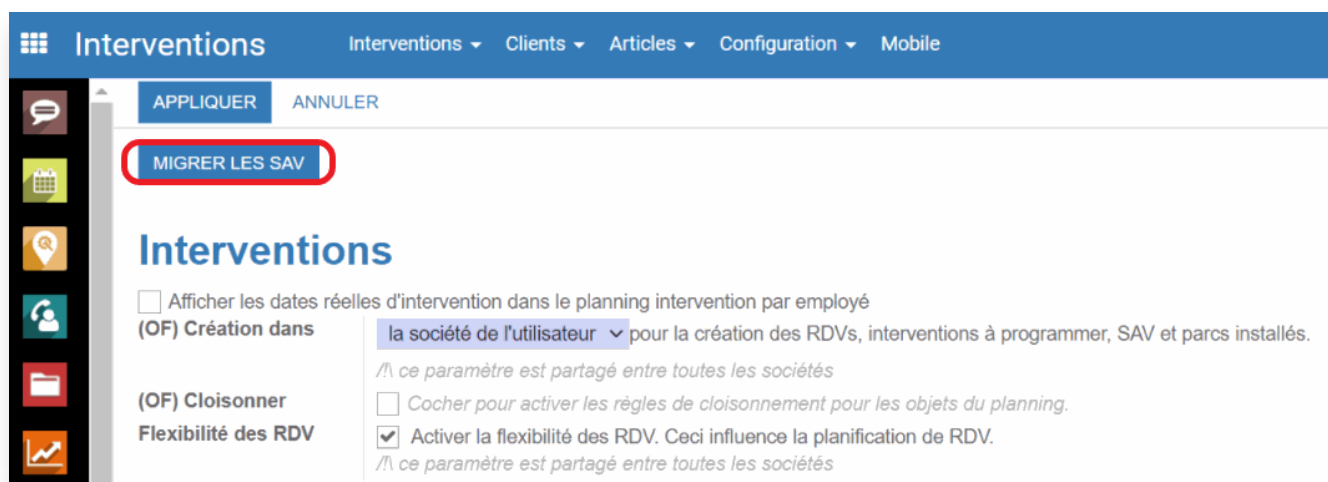 Interventions Interventions Clients Articles Configuration Mobile
APPLIQUER ANNULER
MIGRER LES SAV
Interventions
Afficher les dates réelles d'intervention dans le planning intervention par employé
(OF) Création dans la société de l'utilisateur pour la création des RDVs, interventions à programmer, SAV et parcs installés.
/!\ ce paramètre est partagé entre toutes les sociétés
(OF) Cloisonner Cocher pour activer les règles de cloisonnement pour les objets du planning.
Flexibilité des RDV Activer la flexibilité des RDV. Ceci influence la planification de RDV.
/!\ ce paramètre est partagé entre toutes les sociétés